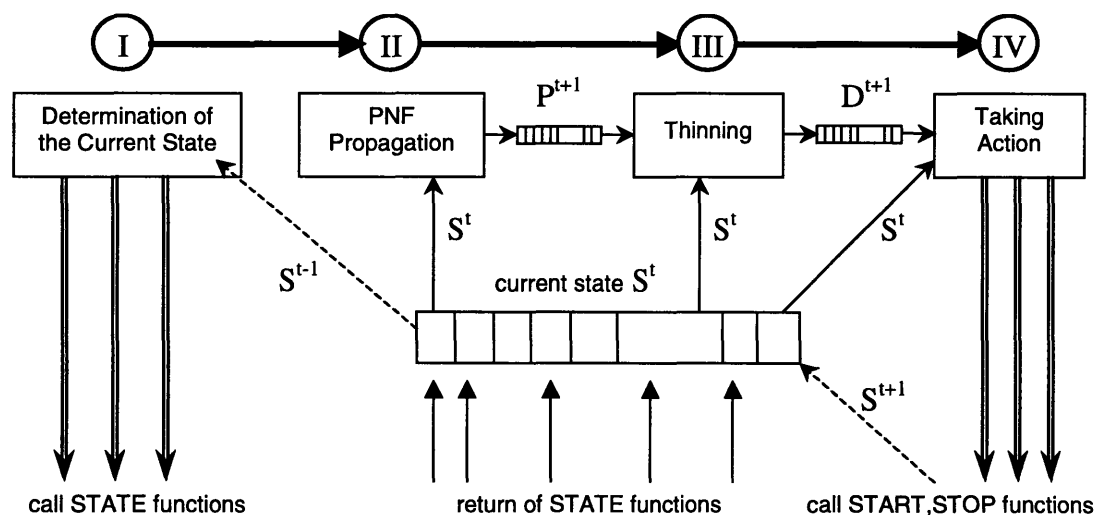 I
II
III
IV
Determination of
the Current State
PNF
Propagation
P^{t+1}
Thinning
D^{t+1}
Taking
Action
S^t
S^t
S^t
S^{t-1}
current state S^t
S^{t+1}
call STATE functions
return of STATE functions
call START,STOP functions